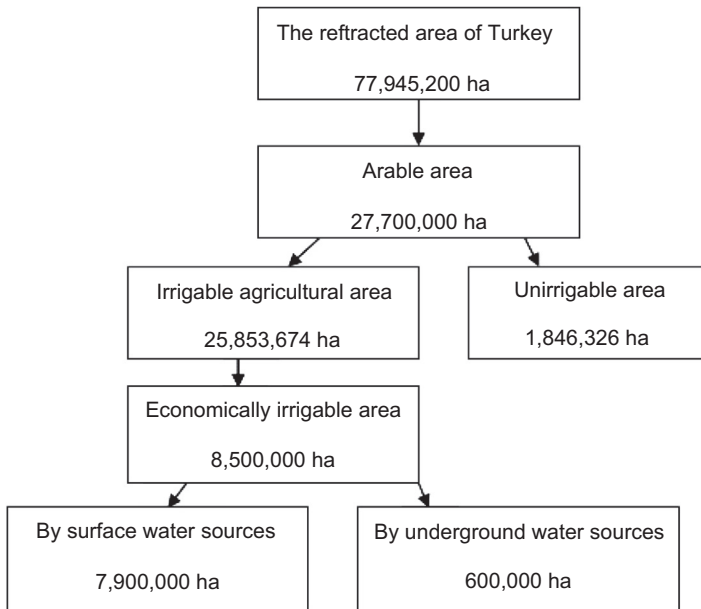 The reftracted area of Turkey
77,945,200 ha
Arable area
27,700,000 ha
Irrigable agricultural area
25,853,674 ha
Unirrigable area
1,846,326 ha
Economically irrigable area
8,500,000 ha
By surface water sources
7,900,000 ha
By underground water sources
600,000 ha